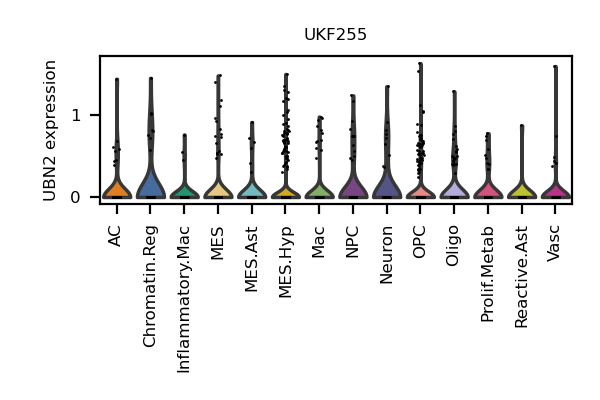 UKF255
UBN2 expression
1
0
AC
Chromatin.Reg
Inflammatory.Mac
MES
MES.Ast
MES.Hyp
Mac
NPC
Neuron
OPC
Oligo
Prolif.Metab
Reactive.Ast
Vasc